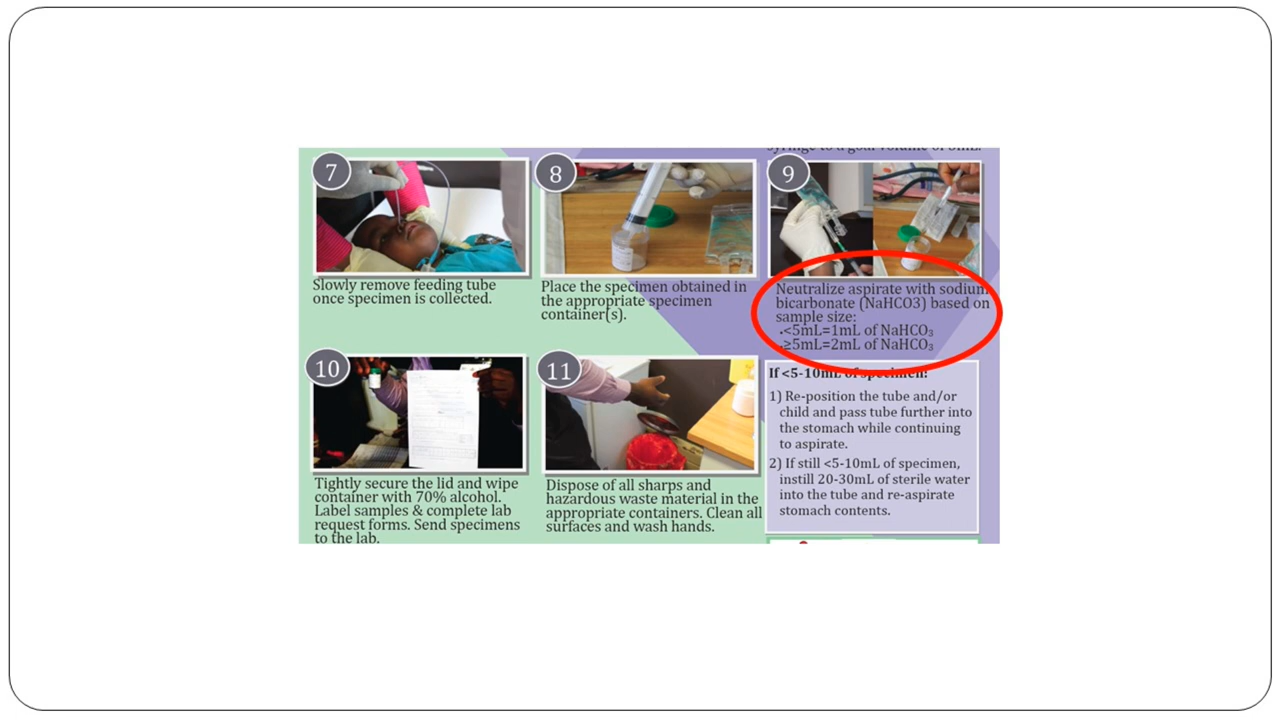 syringe to a goal volume of 5mL.
7
Slowly remove feeding tube
once specimen is collected.
8
Place the specimen obtained in
the appropriate specimen
container(s).
9
Neutralize aspirate with sodium
bicarbonate (NaHCO3) based on
sample size:
.<5mL=1mL of NaHCO₃
.≥5mL=2mL of NaHCO₃
If <5-10mL of specimen:
1) Re-position the tube and/or
child and pass tube further into
the stomach while continuing
to aspirate.
2) If still <5-10mL of specimen,
instill 20-30mL of sterile water
into the tube and re-aspirate
stomach contents.
10
Tightly secure the lid and wipe
container with 70% alcohol.
Label samples & complete lab
request forms. Send specimens
to the lab.
11
Dispose of all sharps and
hazardous waste material in the
appropriate containers. Clean all
surfaces and wash hands.